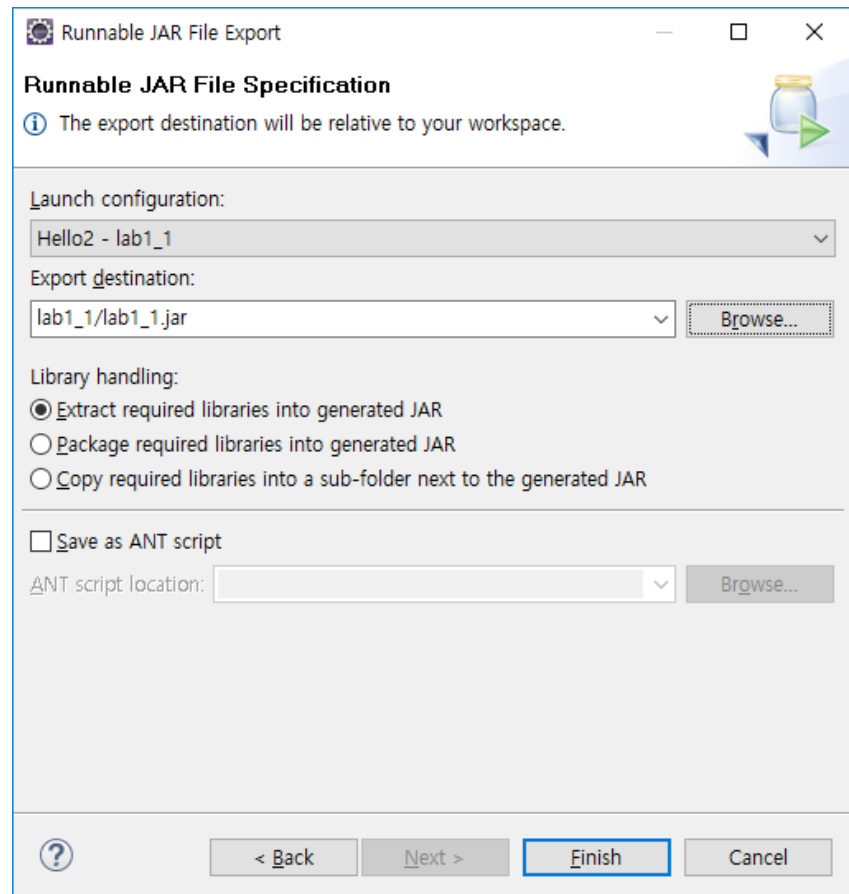 Runnable JAR File Export
Runnable JAR File Specification
The export destination will be relative to your workspace.
Launch configuration:
Hello2 - lab1_1
Export destination:
lab1_1/lab1_1.jar
Browse...
Library handling:
Extract required libraries into generated JAR
Package required libraries into generated JAR
Copy required libraries into a sub-folder next to the generated JAR
Save as ANT script
ANT script location:
Browse...
?
< Back
Next >
Finish
Cancel